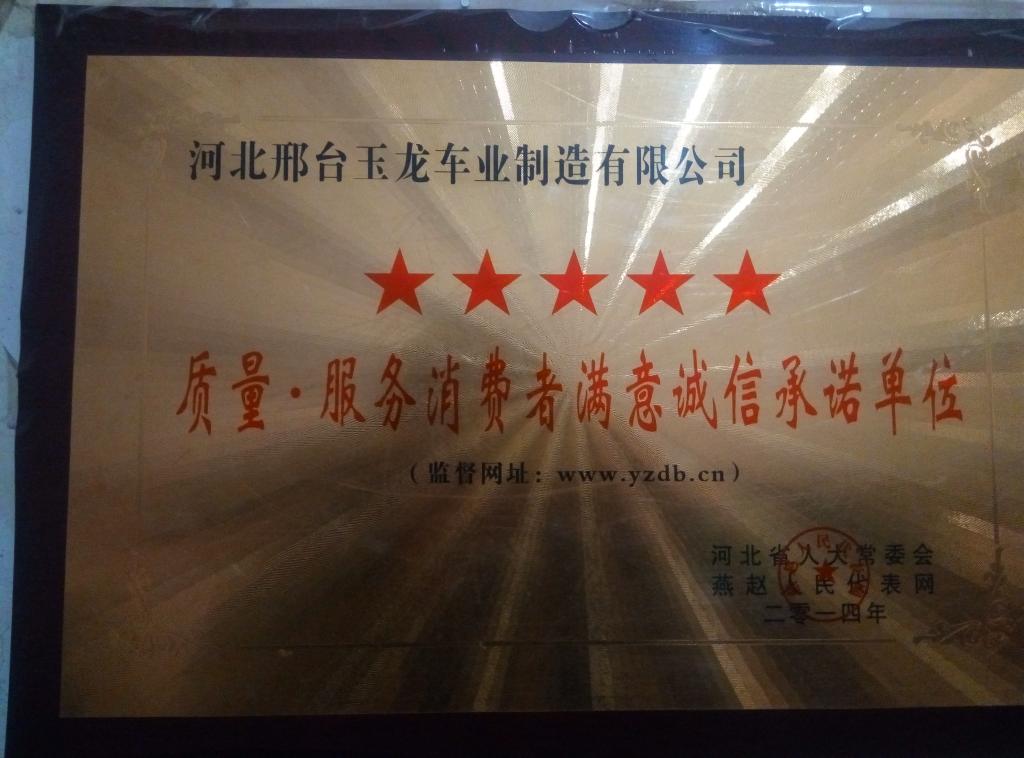 河北邢台玉龙车业制造有限公司
★★★★★
质量·服务消费者满意诚信承诺单位
（监督网址：www.yzdb.cn）
河北省人大常委会
燕赵人民代表网
二零一四年